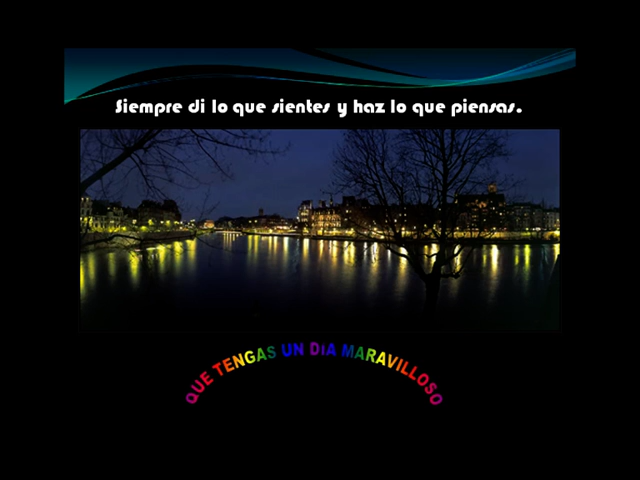 Siempre di lo que sientes y haz lo que piensas.
QUE TENGAS UN DIA MARAVILLOSO